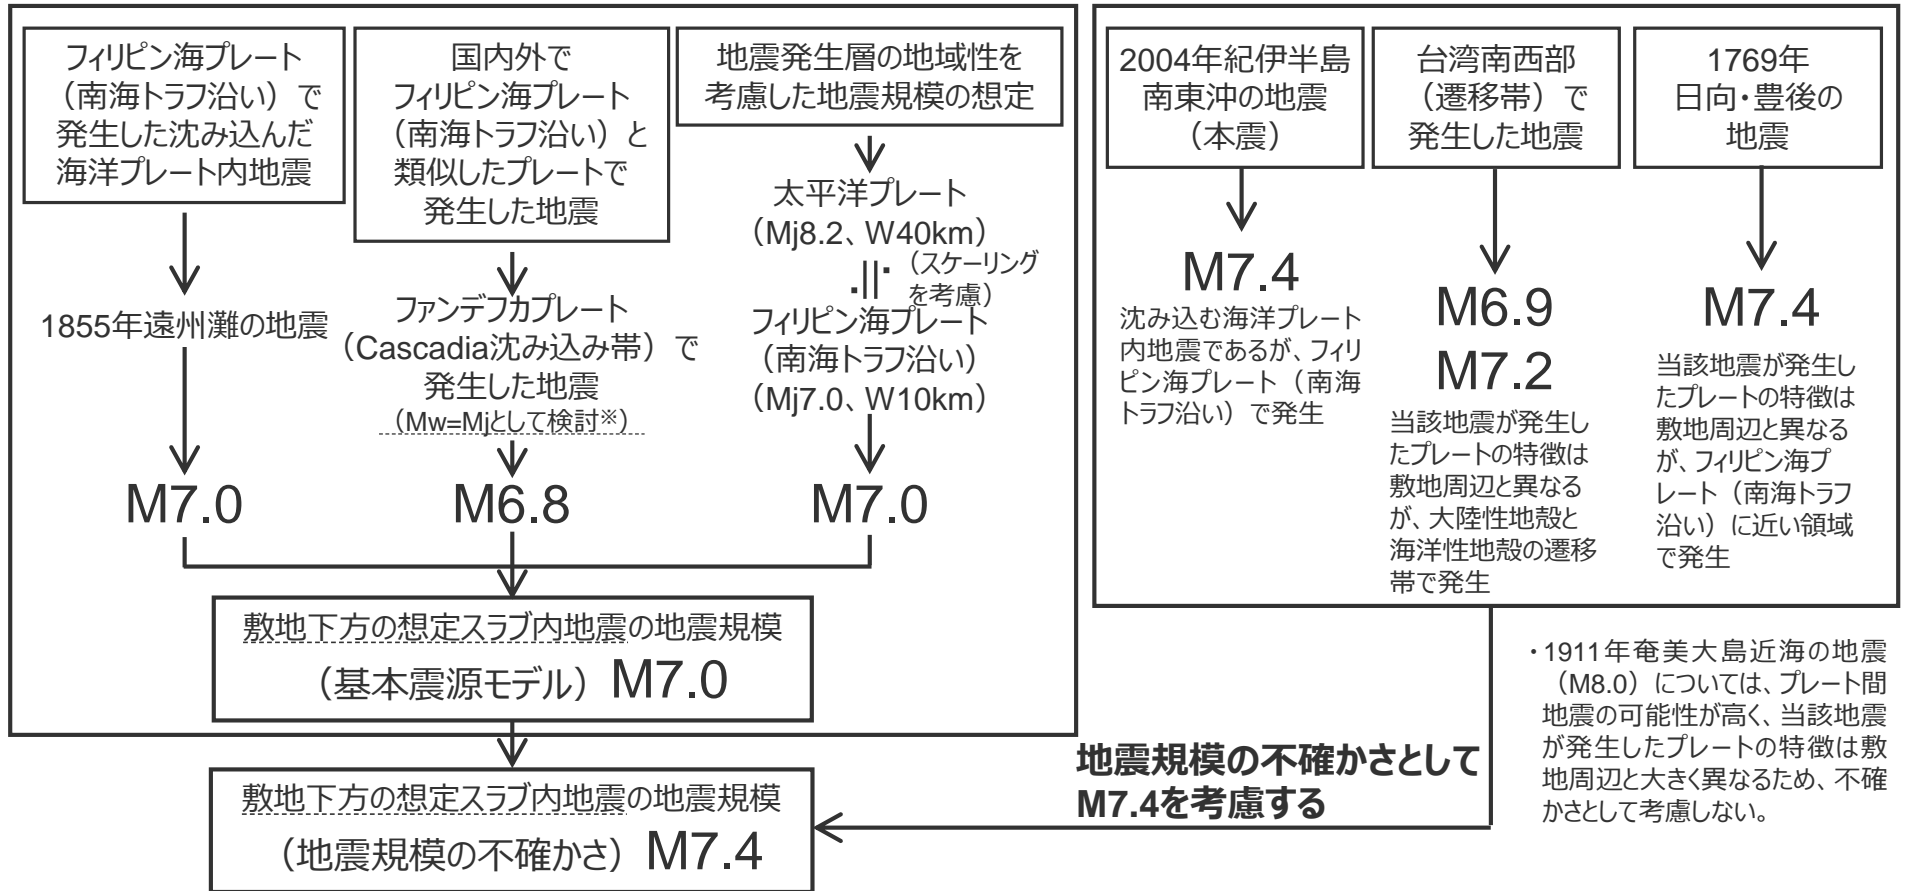 フィリピン海プレート
（南海トラフ沿い）で
発生した沈み込んだ
海洋プレート内地震
1855年遠州灘の地震
M7.0
国内外で
フィリピン海プレート
（南海トラフ沿い）と
類似したプレートで
発生した地震
ファンデフカプレート
（Cascadia沈み込み帯）で
発生した地震
（Mw=Mjとして検討※）
M6.8
地震発生層の地域性を
考慮した地震規模の想定
太平洋プレート
（Mj8.2、W40km）
（スケーリング
を考慮）
フィリピン海プレート
（南海トラフ沿い）
（Mj7.0、W10km）
M7.0
敷地下方の想定スラブ内地震の地震規模
（基本震源モデル）M7.0
敷地下方の想定スラブ内地震の地震規模
（地震規模の不確かさ）M7.4
2004年紀伊半島
南東沖の地震
（本震）
M7.4
沈み込む海洋プレート
内地震であるが、フィリ
ピン海プレート（南海
トラフ沿い）で発生
台湾南西部
（遷移帯）で
発生した地震
M6.9
M7.2
当該地震が発生し
たプレートの特徴は
敷地周辺と異なる
が、大陸性地殻と
海洋性地殻の遷移
帯で発生
1769年
日向・豊後の
地震
M7.4
当該地震が発生し
たプレートの特徴は
敷地周辺と異なる
が、フィリピン海プ
レート（南海トラフ
沿い）に近い領域
で発生
地震規模の不確かさとして
M7.4を考慮する
・1911年奄美大島近海の地震
（M8.0）については、プレート間
地震の可能性が高く、当該地震
が発生したプレートの特徴は敷
地周辺と大きく異なるため、不確
かさとして考慮しない。